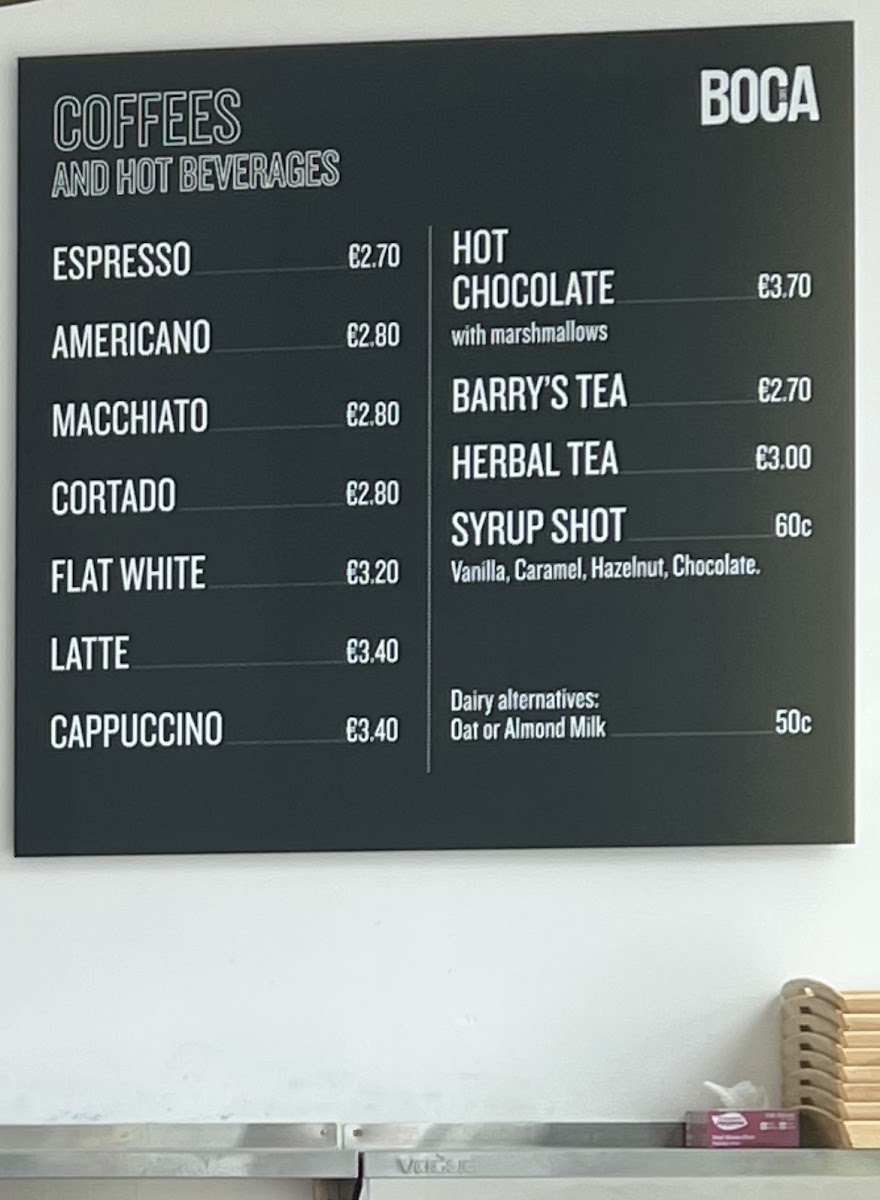 COFFEES
AND HOT BEVERAGES
BOCA
ESPRESSO €2.70
AMERICANO €2.80
MACCHIATO €2.80
CORTADO €2.80
FLAT WHITE €3.20
LATTE €3.40
CAPPUCCINO €3.40
HOT
CHOCOLATE €3.70
with marshmallows
BARRY'S TEA €2.70
HERBAL TEA €3.00
SYRUP SHOT 60c
Vanilla, Caramel, Hazelnut, Chocolate.
Dairy alternatives:
Oat or Almond Milk 50c
VOGUE